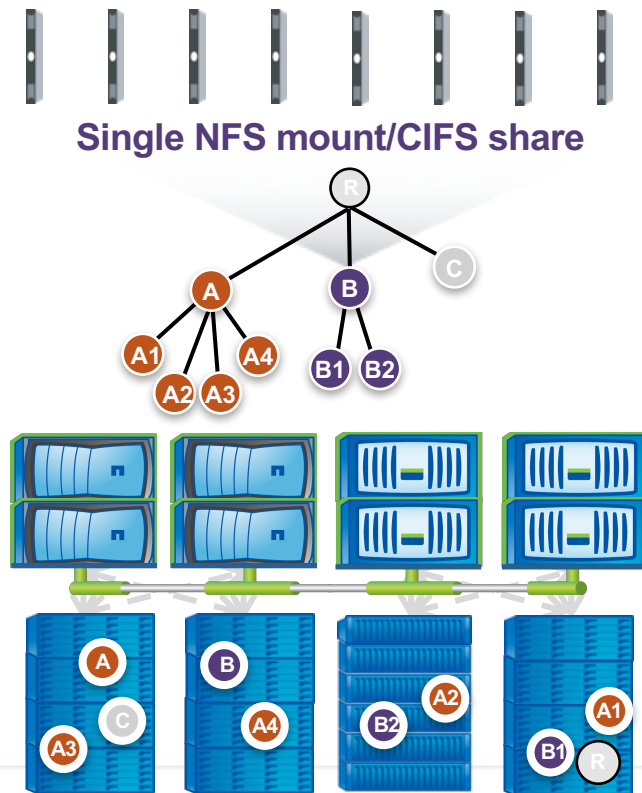 Single NFS mount/CIFS share
R
C
A
B
A1
A4
B1
B2
A2
A3
A
B
A2
A1
C
A4
B2
A3
B1
R